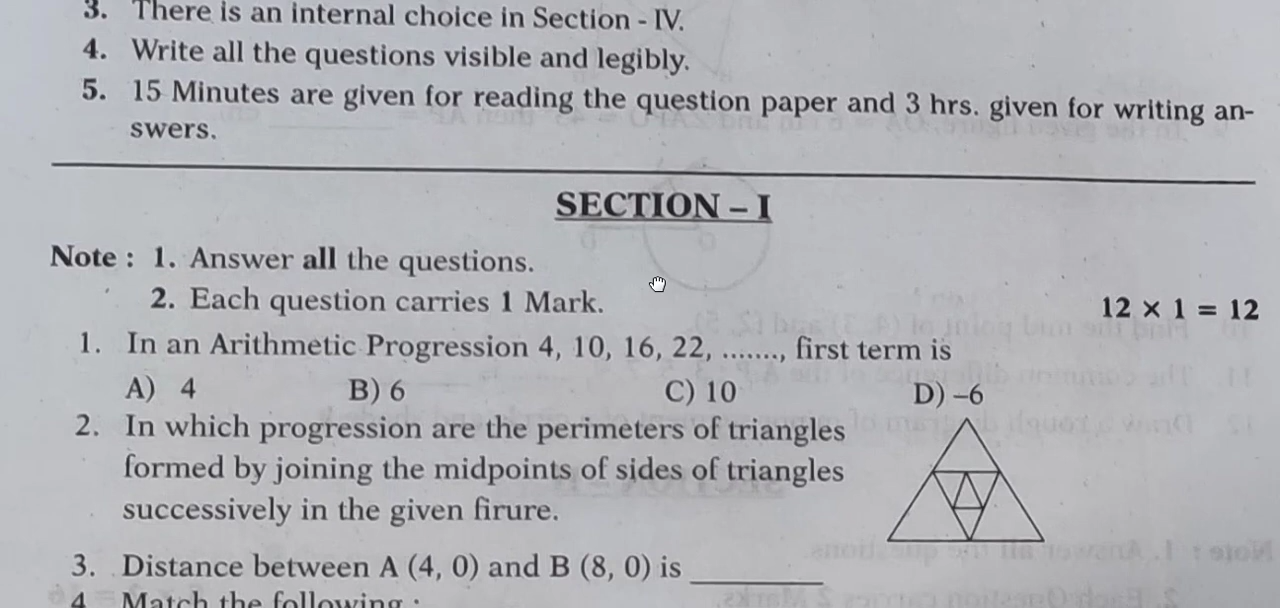 3. There is an internal choice in Section - IV.
4. Write all the questions visible and legibly.
5. 15 Minutes are given for reading the question paper and 3 hrs. given for writing an-
swers.
SECTION – I
Note : 1. Answer all the questions.
2. Each question carries 1 Mark. 12 × 1 = 12
1. In an Arithmetic Progression 4, 10, 16, 22, ......., first term is
A) 4 B) 6 C) 10 D) –6
2. In which progression are the perimeters of triangles
formed by joining the midpoints of sides of triangles
successively in the given firure.
3. Distance between A (4, 0) and B (8, 0) is ________
4. Match the following :